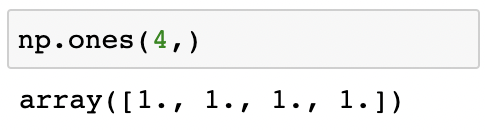 np.ones(4,)
array([1., 1., 1., 1.])